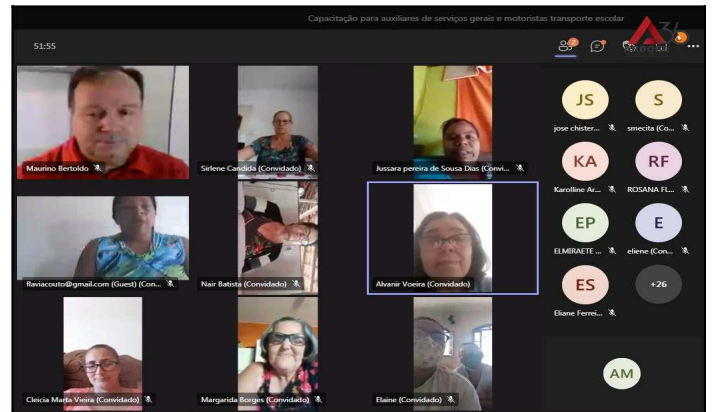 Capacitação para auxiliares de serviços gerais e motoristas transporte escolar
51:55
2
Maurino Bertoldo
Sirlene Candida (Convidado)
Jussara pereira de Sousa Dias (Convi...
flaviacouto@gmail.com (Guest) (Con...
Nair Batista (Convidado)
Alvanir Voeira (Convidado)
Cleicia Marta Vieira (Convidado)
Margarida Borges (Convidado)
Elaine (Convidado)
JS
S
jose chister...
smecita (Co...
KA
RF
Karolline Ar...
ROSANA FL...
EP
E
ELMIRAETE ...
eliene (Con...
ES
+26
Eliane Ferrei...
AM